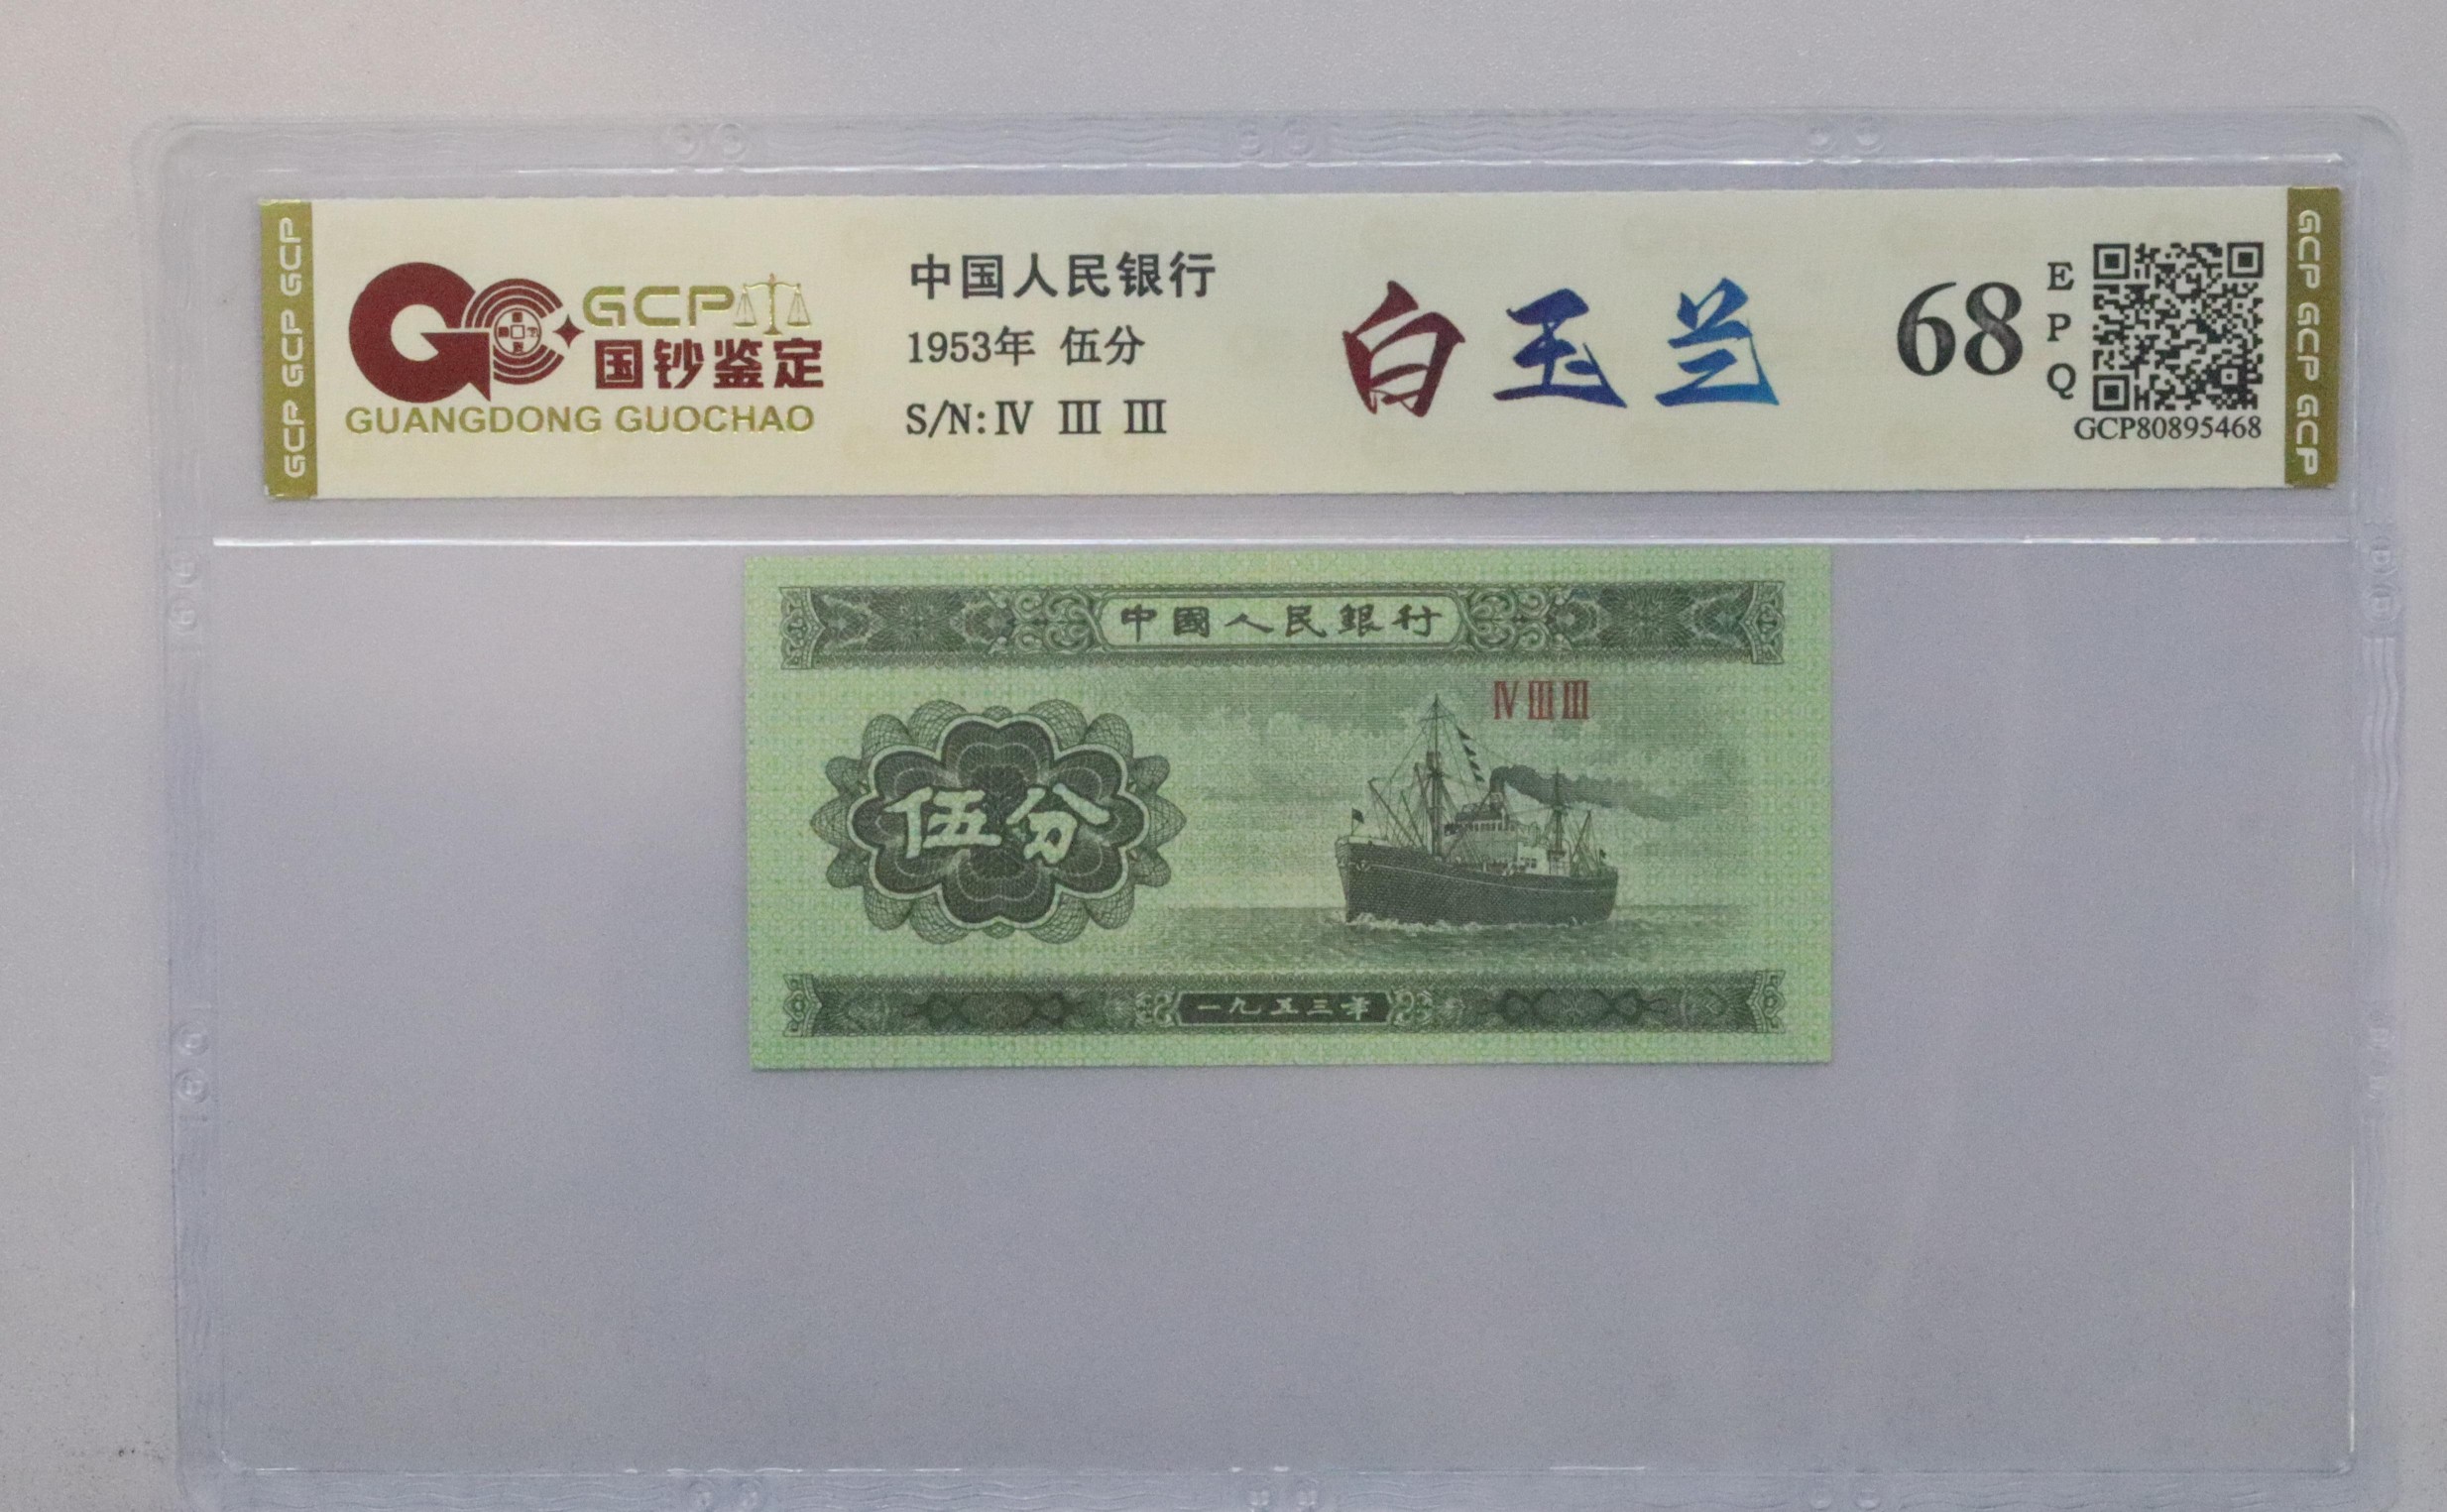 GCP GCP GCP
GCP
国钞鉴定
GUANGDONG GUOCHAO
中国人民银行
1953年 伍分
S/N: Ⅳ Ⅲ Ⅲ
白玉兰
68
EPQ
GCP80895468
GCP GCP GCP
中國人民銀行
Ⅳ Ⅲ Ⅲ
伍分
一九五三年